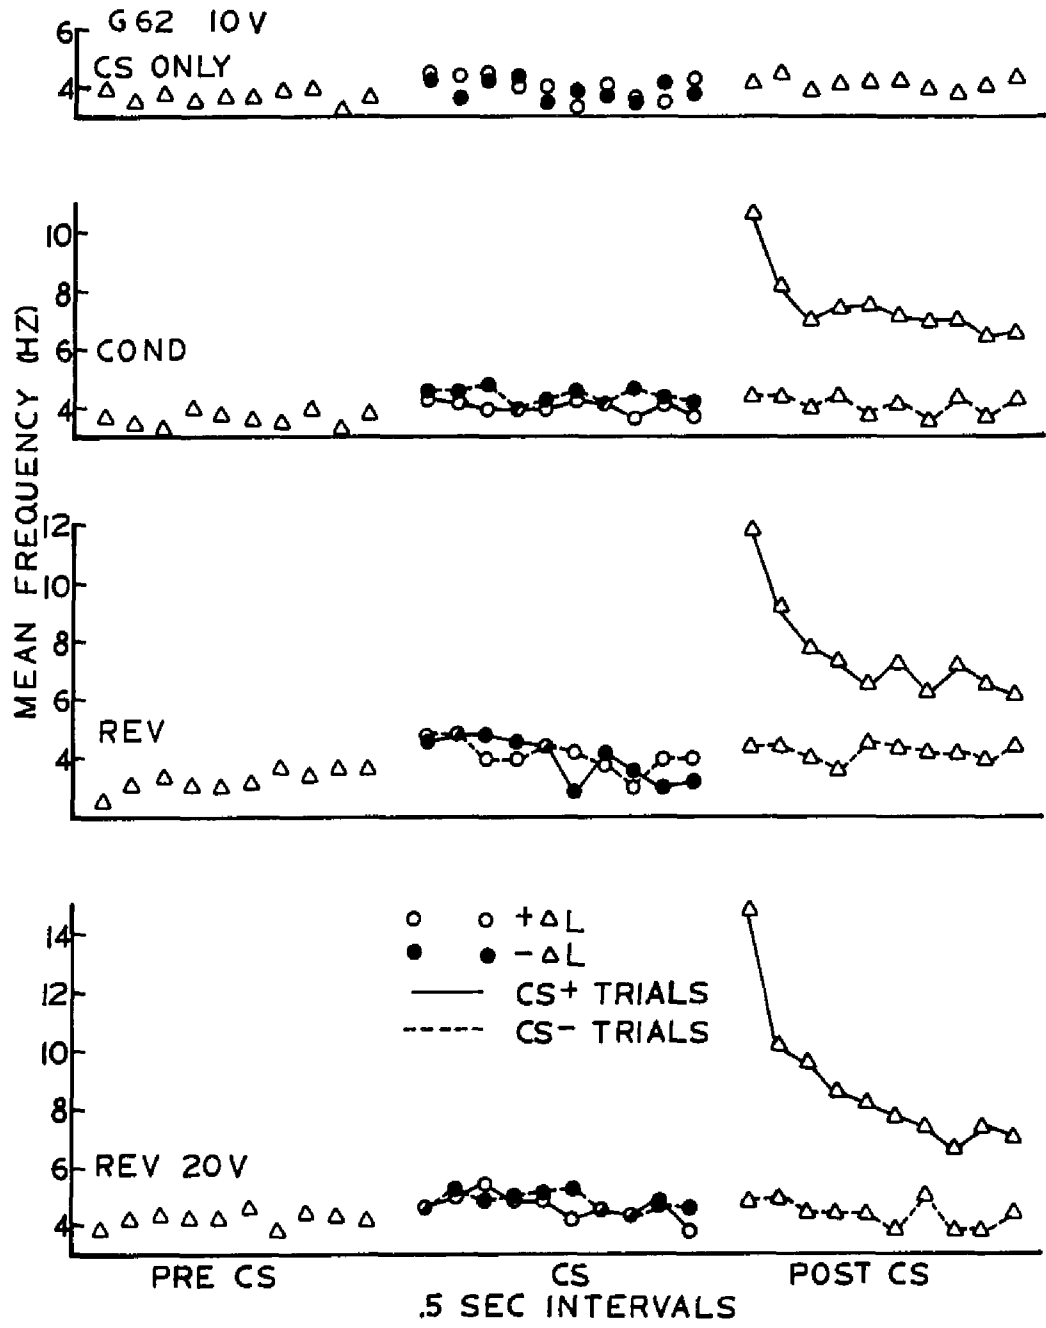 G62 10V
CS ONLY
6
4
COND
10
8
6
4
REV
12
10
8
6
4
REV 20V
14
12
10
8
6
4
+ΔL
-ΔL
CS+ TRIALS
CS- TRIALS
MEAN FREQUENCY (HZ)
PRE CS
CS
POST CS
.5 SEC INTERVALS